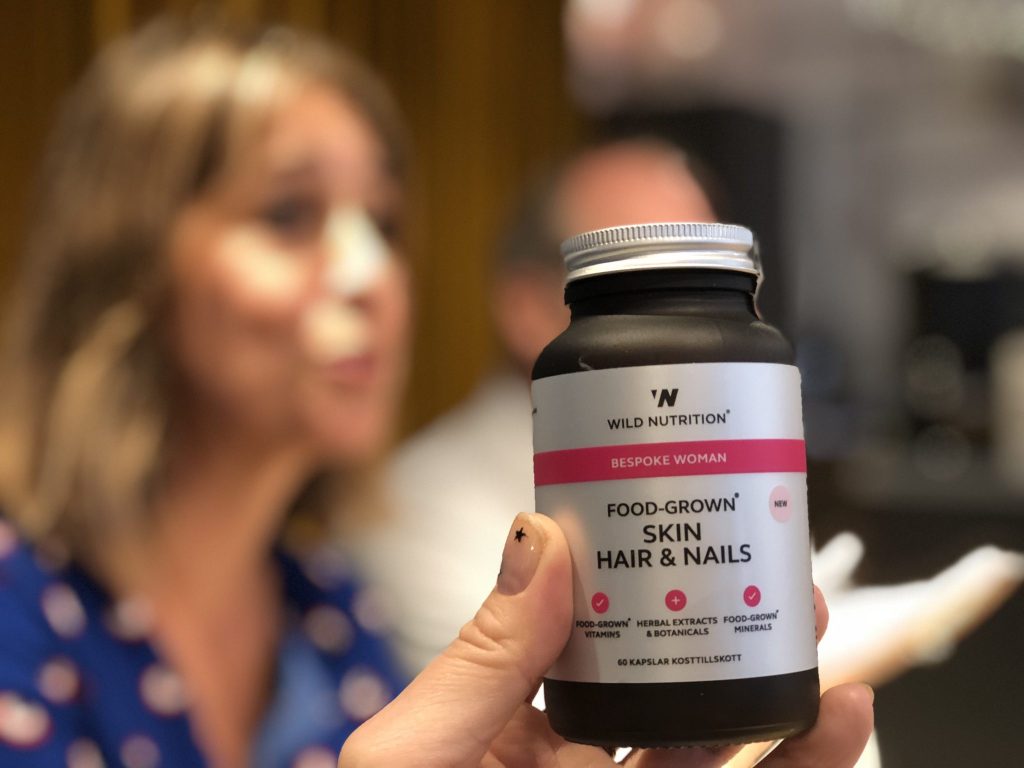 WILD NUTRITION®
BESPOKE WOMAN
FOOD-GROWN®
NEW
SKIN
HAIR & NAILS
FOOD-GROWN®
VITAMINS
HERBAL EXTRACTS
& BOTANICALS
FOOD-GROWN®
MINERALS
60 KAPSLAR KOSTTILLSKOTT